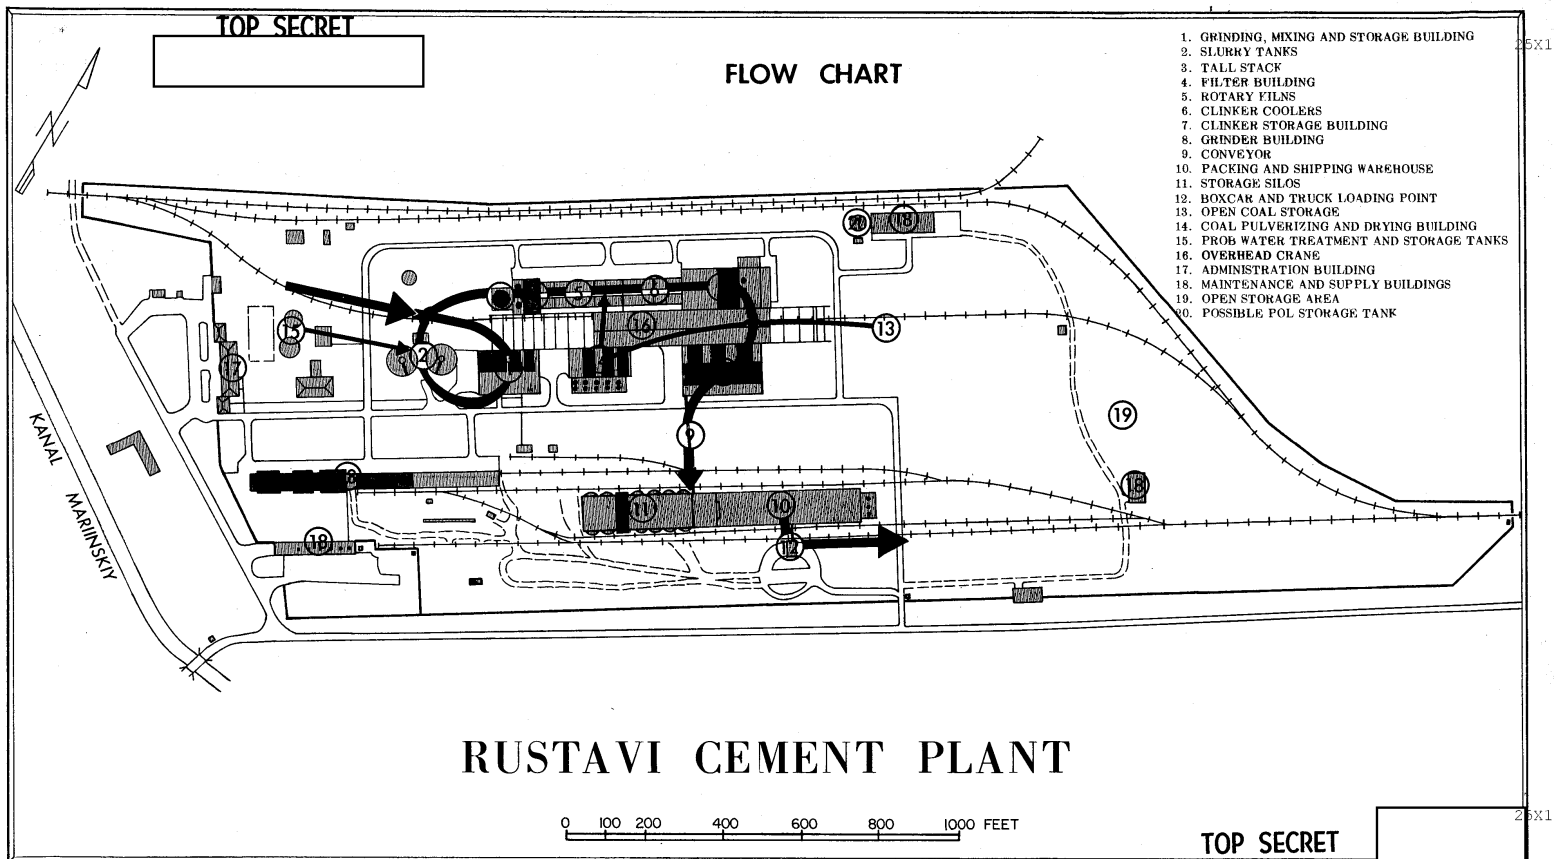 TOP SECRET
FLOW CHART
25X1
1. GRINDING, MIXING AND STORAGE BUILDING
2. SLURRY TANKS
3. TALL STACK
4. FILTER BUILDING
5. ROTARY KILNS
6. CLINKER COOLERS
7. CLINKER STORAGE BUILDING
8. GRINDER BUILDING
9. CONVEYOR
10. PACKING AND SHIPPING WAREHOUSE
11. STORAGE SILOS
12. BOXCAR AND TRUCK LOADING POINT
13. OPEN COAL STORAGE
14. COAL PULVERIZING AND DRYING BUILDING
15. PROB WATER TREATMENT AND STORAGE TANKS
16. OVERHEAD CRANE
17. ADMINISTRATION BUILDING
18. MAINTENANCE AND SUPPLY BUILDINGS
19. OPEN STORAGE AREA
20. POSSIBLE POL STORAGE TANK
N
20
18
15
16
13
2
17
19
9
18
11
10
18
12
KANAL MARIINSKIY
RUSTAVI CEMENT PLANT
0 100 200 400 600 800 1000 FEET
TOP SECRET
25X1